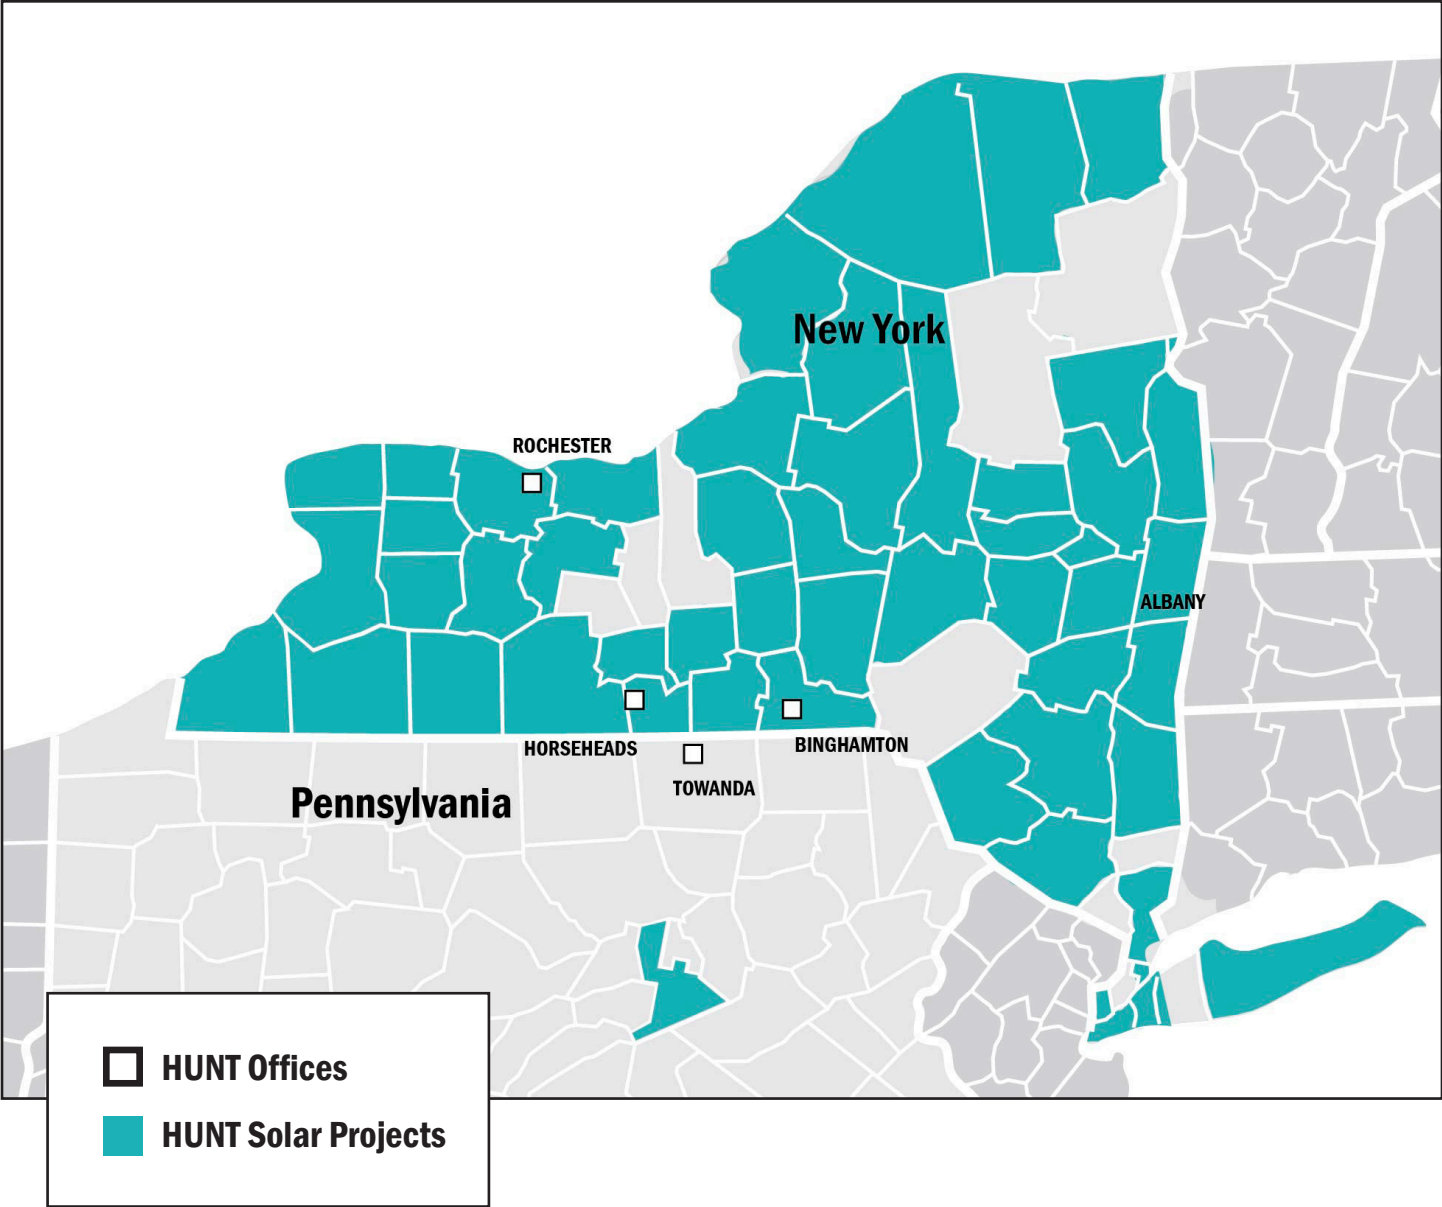 New York
ROCHESTER
ALBANY
HORSEHEADS
BINGHAMTON
TOWANDA
Pennsylvania
HUNT Offices
HUNT Solar Projects